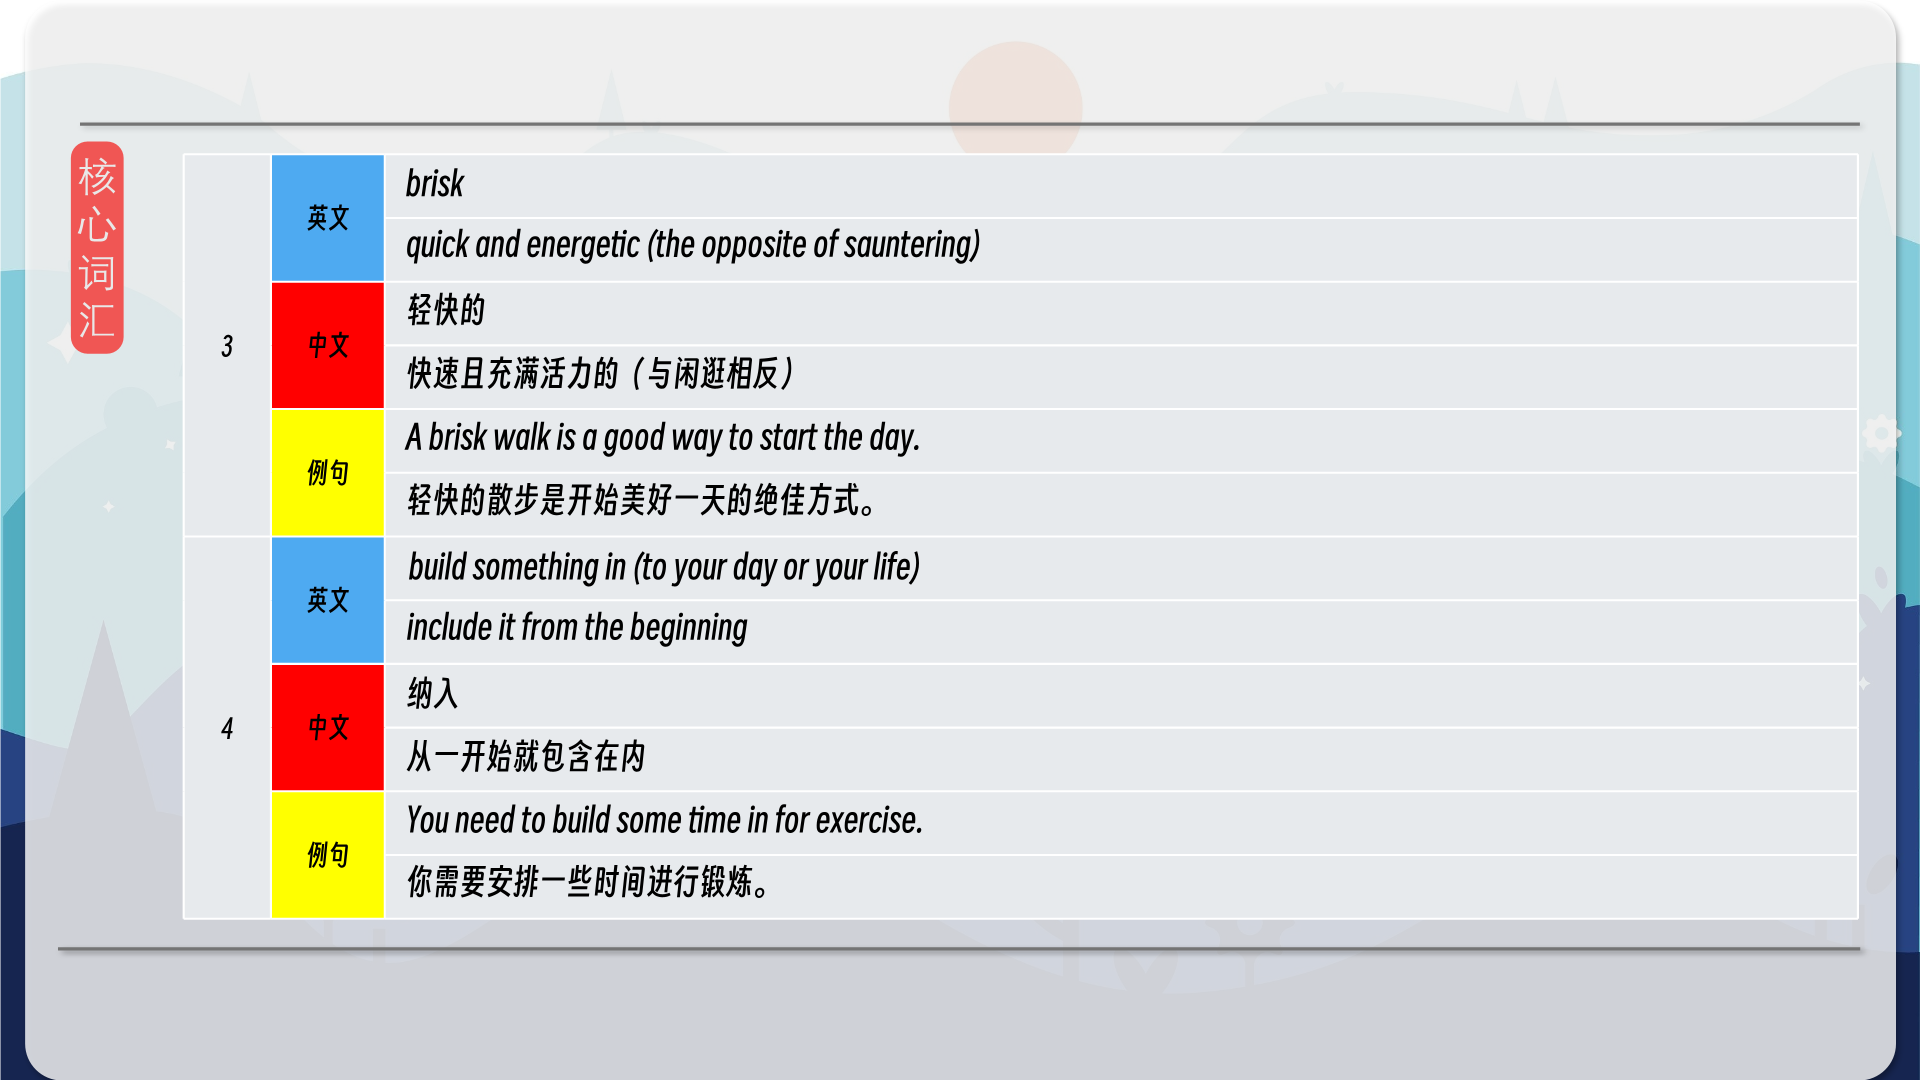 核
心
词
汇
3
英文
brisk
quick and energetic (the opposite of sauntering)
中文
轻快的
快速且充满活力的（与闲逛相反）
例句
A brisk walk is a good way to start the day.
轻快的散步是开始美好一天的绝佳方式。
4
英文
build something in (to your day or your life)
include it from the beginning
中文
纳入
从一开始就包含在内
例句
You need to build some time in for exercise.
你需要安排一些时间进行锻炼。